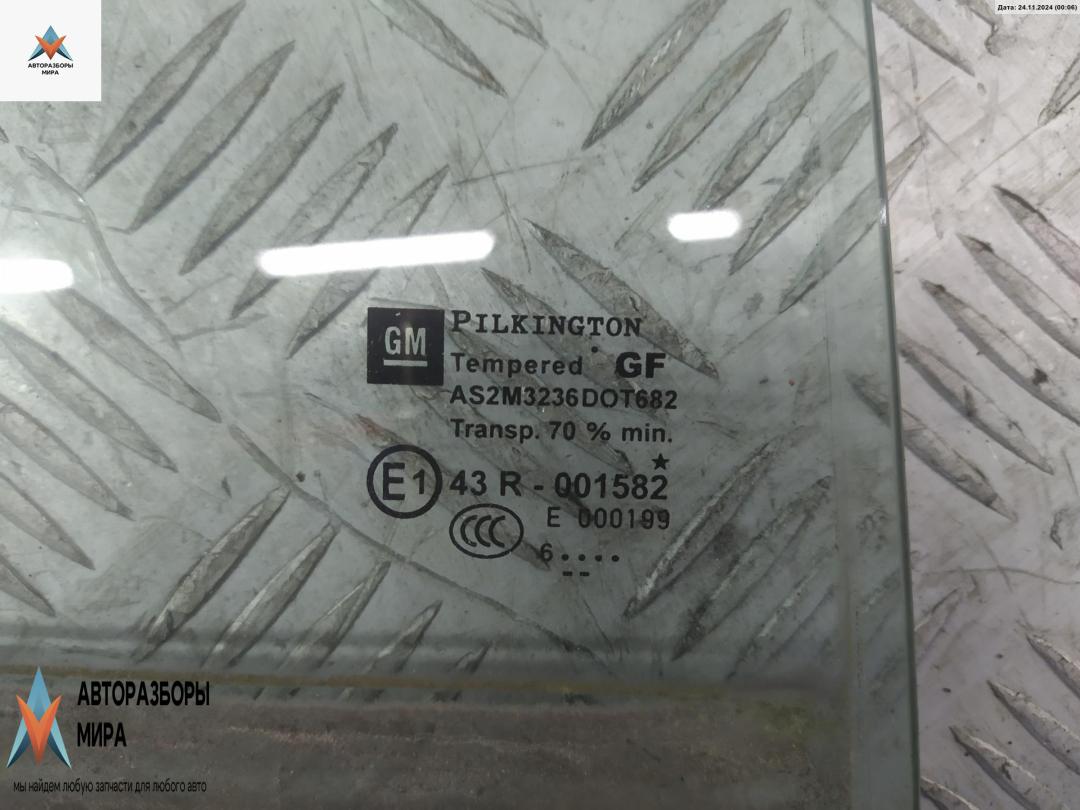 Дата: 24.11.2024 (00:06)
АВТОРАЗБОРЫ
МИРА
GM
PILKINGTON
Tempered GF
AS2M3236DOT682
Transp. 70 % min.
E1 43 R - 001582
E 000199
CCC
6....
--
АВТОРАЗБОРЫ
МИРА
мы найдем любую запчасти для любого авто